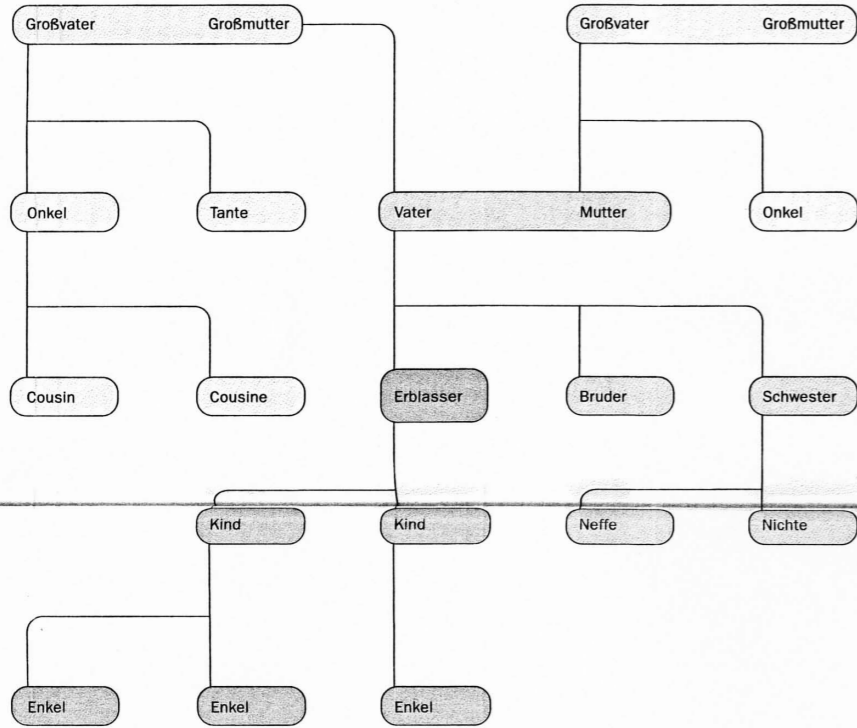 Großvater Großmutter Großvater Großmutter
Onkel Tante Vater Mutter Onkel
Cousin Cousine Erblasser Bruder Schwester
Kind Kind Neffe Nichte
Enkel Enkel Enkel